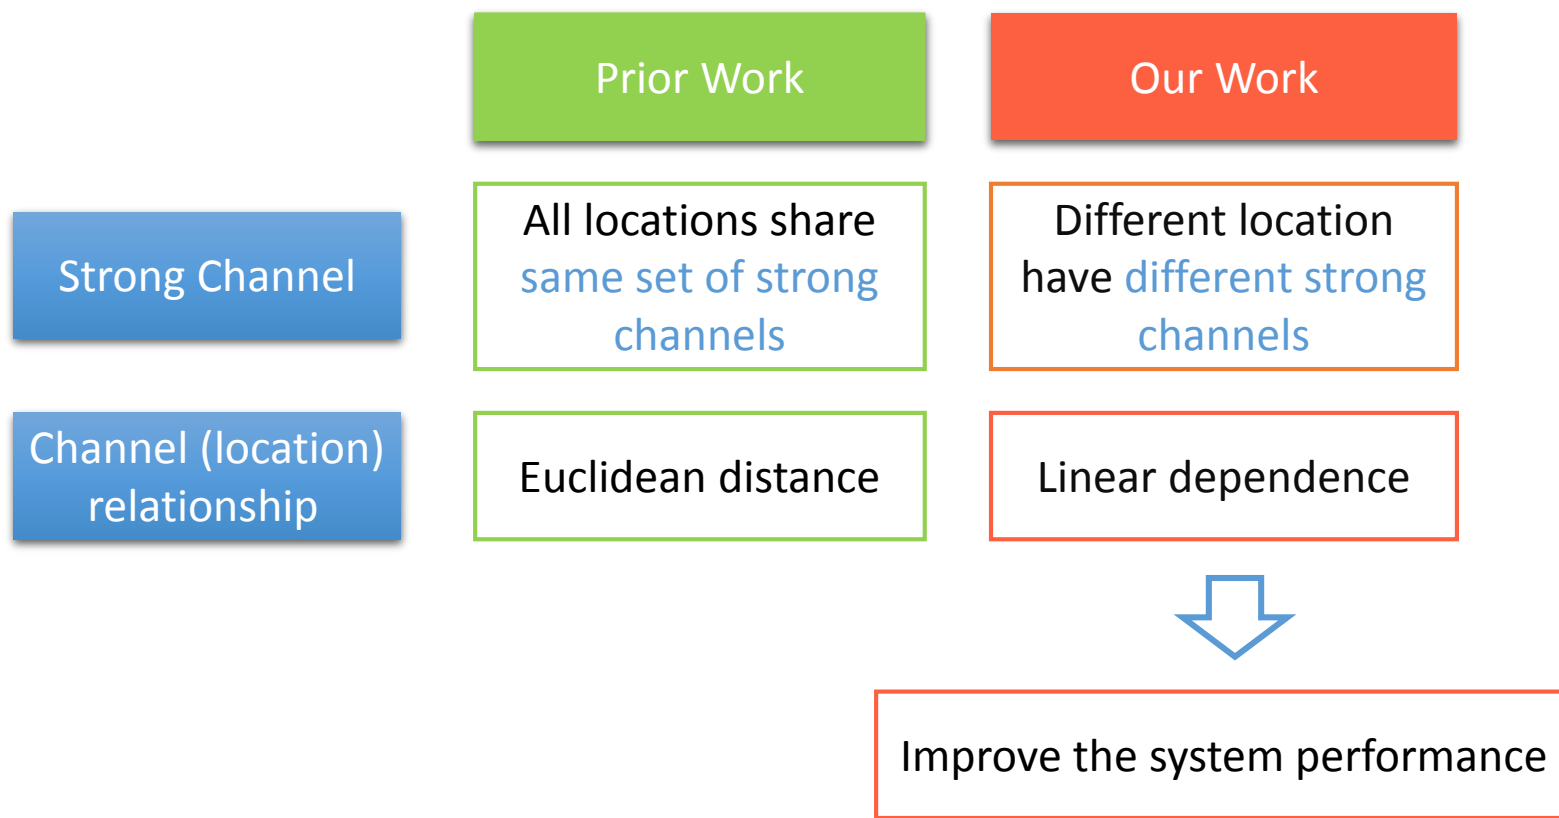 Prior Work
Our Work
Strong Channel
All locations share
same set of strong
channels
Different location
have different strong
channels
Channel (location)
relationship
Euclidean distance
Linear dependence
Improve the system performance